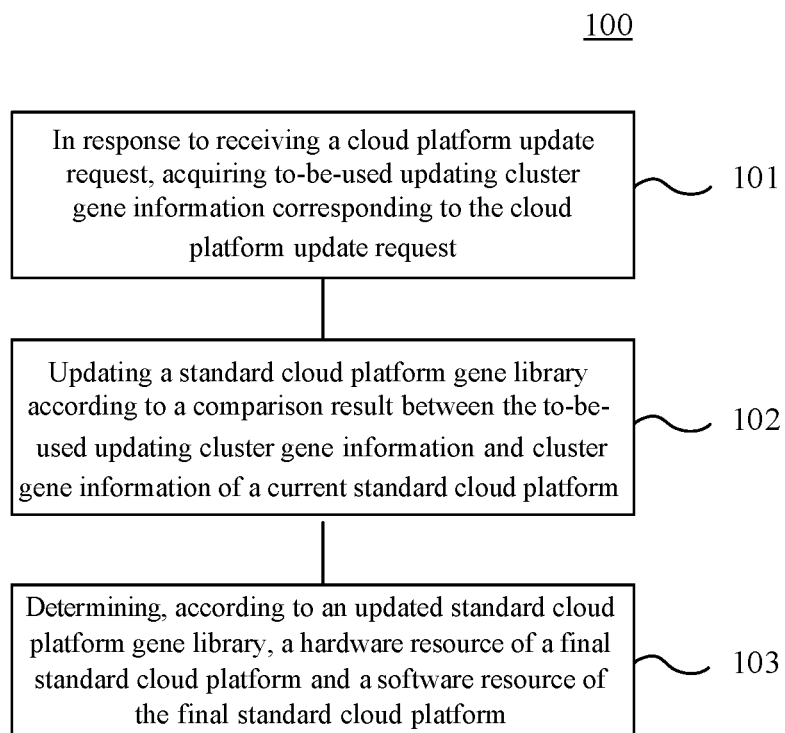 100
In response to receiving a cloud platform update
request, acquiring to-be-used updating cluster
gene information corresponding to the cloud
platform update request
101
Updating a standard cloud platform gene library
according to a comparison result between the to-be-
used updating cluster gene information and cluster
gene information of a current standard cloud platform
102
Determining, according to an updated standard cloud
platform gene library, a hardware resource of a final
standard cloud platform and a software resource of
the final standard cloud platform
103